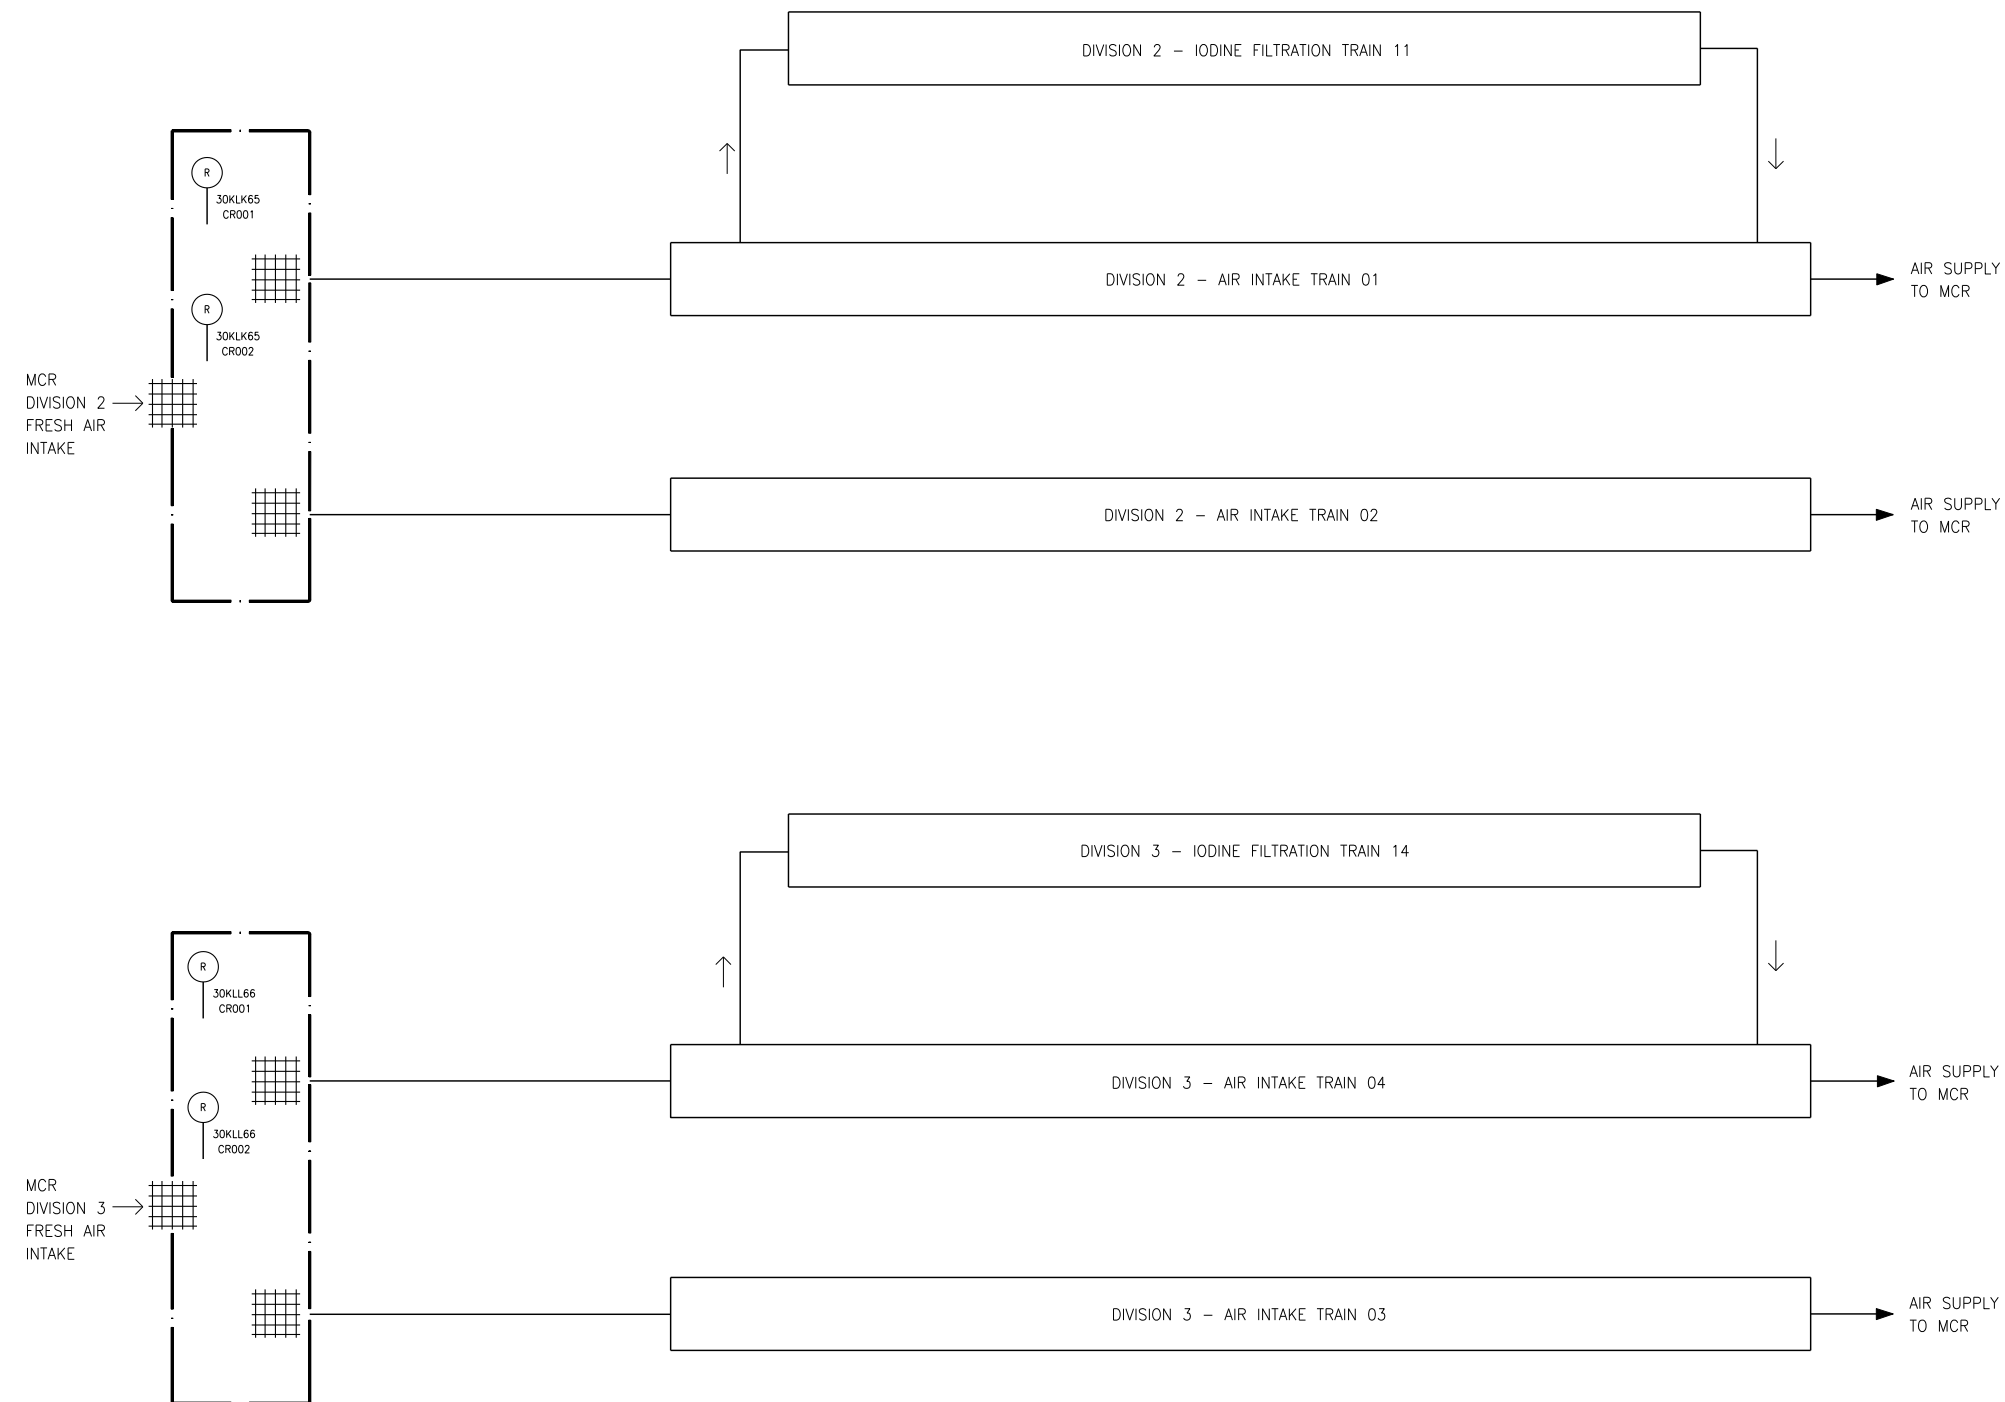 DIVISION 2 - IODINE FILTRATION TRAIN 11
R
30KLK65
CR001
DIVISION 2 - AIR INTAKE TRAIN 01
AIR SUPPLY
TO MCR
R
30KLK65
CR002
MCR
DIVISION 2
FRESH AIR
INTAKE
DIVISION 2 - AIR INTAKE TRAIN 02
AIR SUPPLY
TO MCR
DIVISION 3 - IODINE FILTRATION TRAIN 14
R
30KLL66
CR001
DIVISION 3 - AIR INTAKE TRAIN 04
AIR SUPPLY
TO MCR
R
30KLL66
CR002
MCR
DIVISION 3
FRESH AIR
INTAKE
DIVISION 3 - AIR INTAKE TRAIN 03
AIR SUPPLY
TO MCR